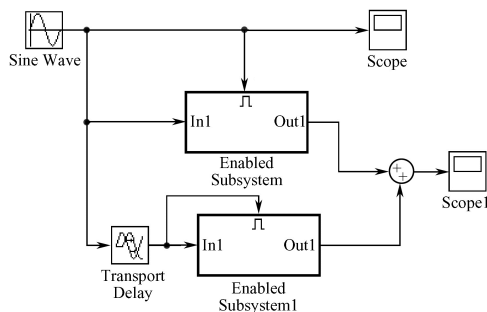 Sine Wave
Scope
In1
Out1
Enabled
Subsystem
Scope1
In1
Out1
Transport
Delay
Enabled
Subsystem1